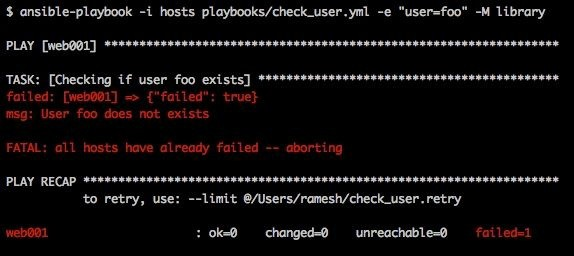 $ ansible-playbook -i hosts playbooks/check_user.yml -e "user=foo" -M library
PLAY [web001] ****************************************************************
TASK: [Checking if user foo exists] ******************************************
failed: [web001] => {"failed": true}
msg: User foo does not exists
FATAL: all hosts have already failed -- aborting
PLAY RECAP *******************************************************************
to retry, use: --limit @/Users/ramesh/check_user.retry
web001 : ok=0 changed=0 unreachable=0 failed=1